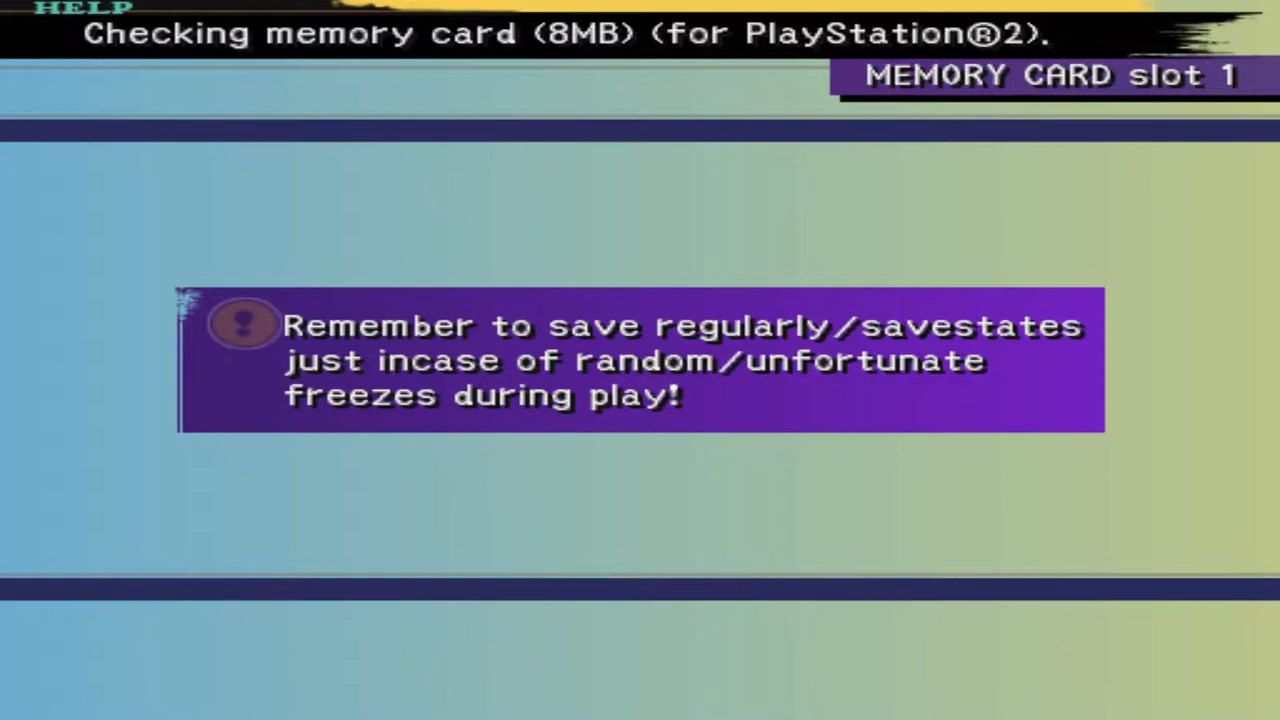 HELP
Checking memory card (8MB) (for PlayStation®2).
MEMORY CARD slot 1
Remember to save regularly/savestates
just incase of random/unfortunate
freezes during play!